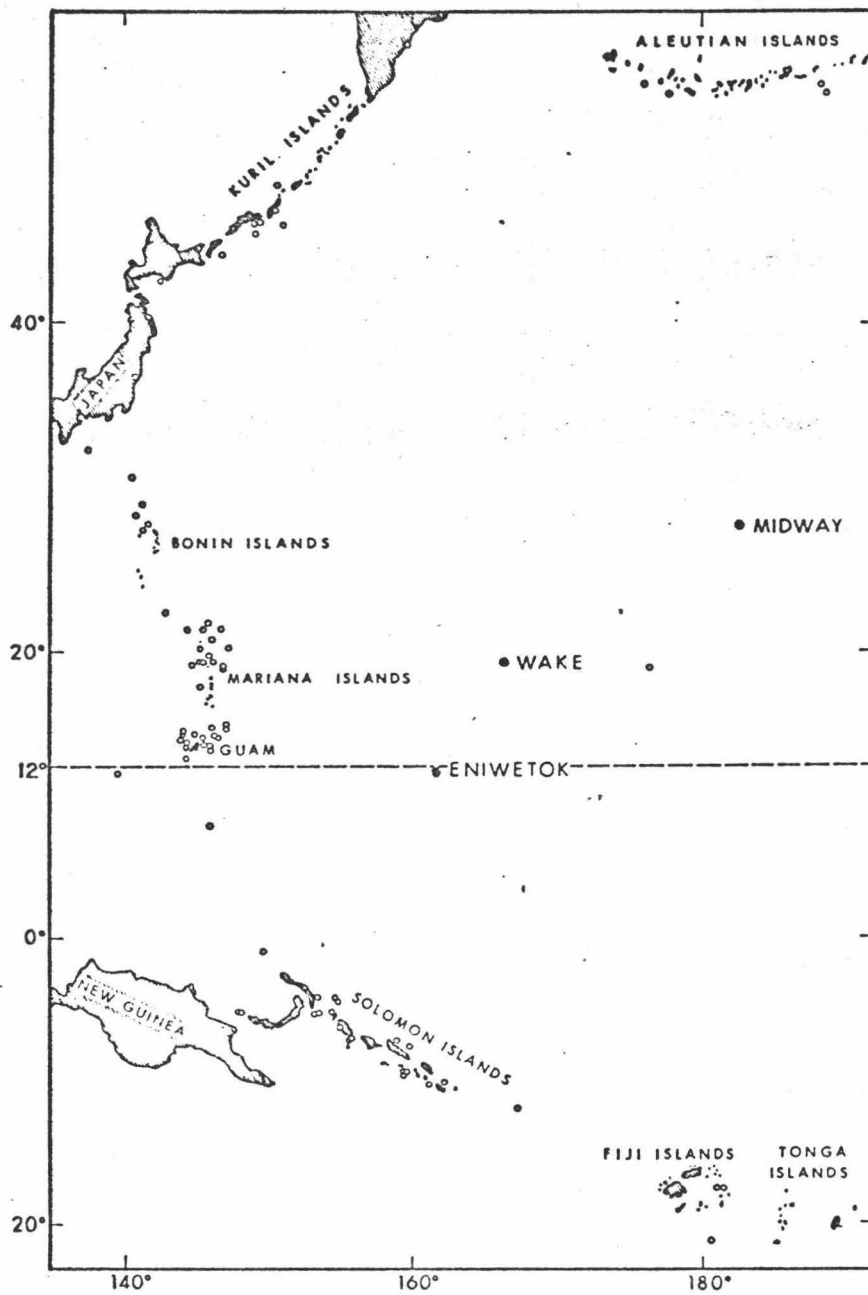 ALEUTIAN ISLANDS
KURIL ISLANDS
40°
JAPAN
BONIN ISLANDS
MIDWAY
20°
WAKE
MARIANA ISLANDS
GUAM
12°
ENIWETOK
0°
NEW GUINEA
SOLOMON ISLANDS
FIJI ISLANDS
TONGA
ISLANDS
20°
140°
160°
180°